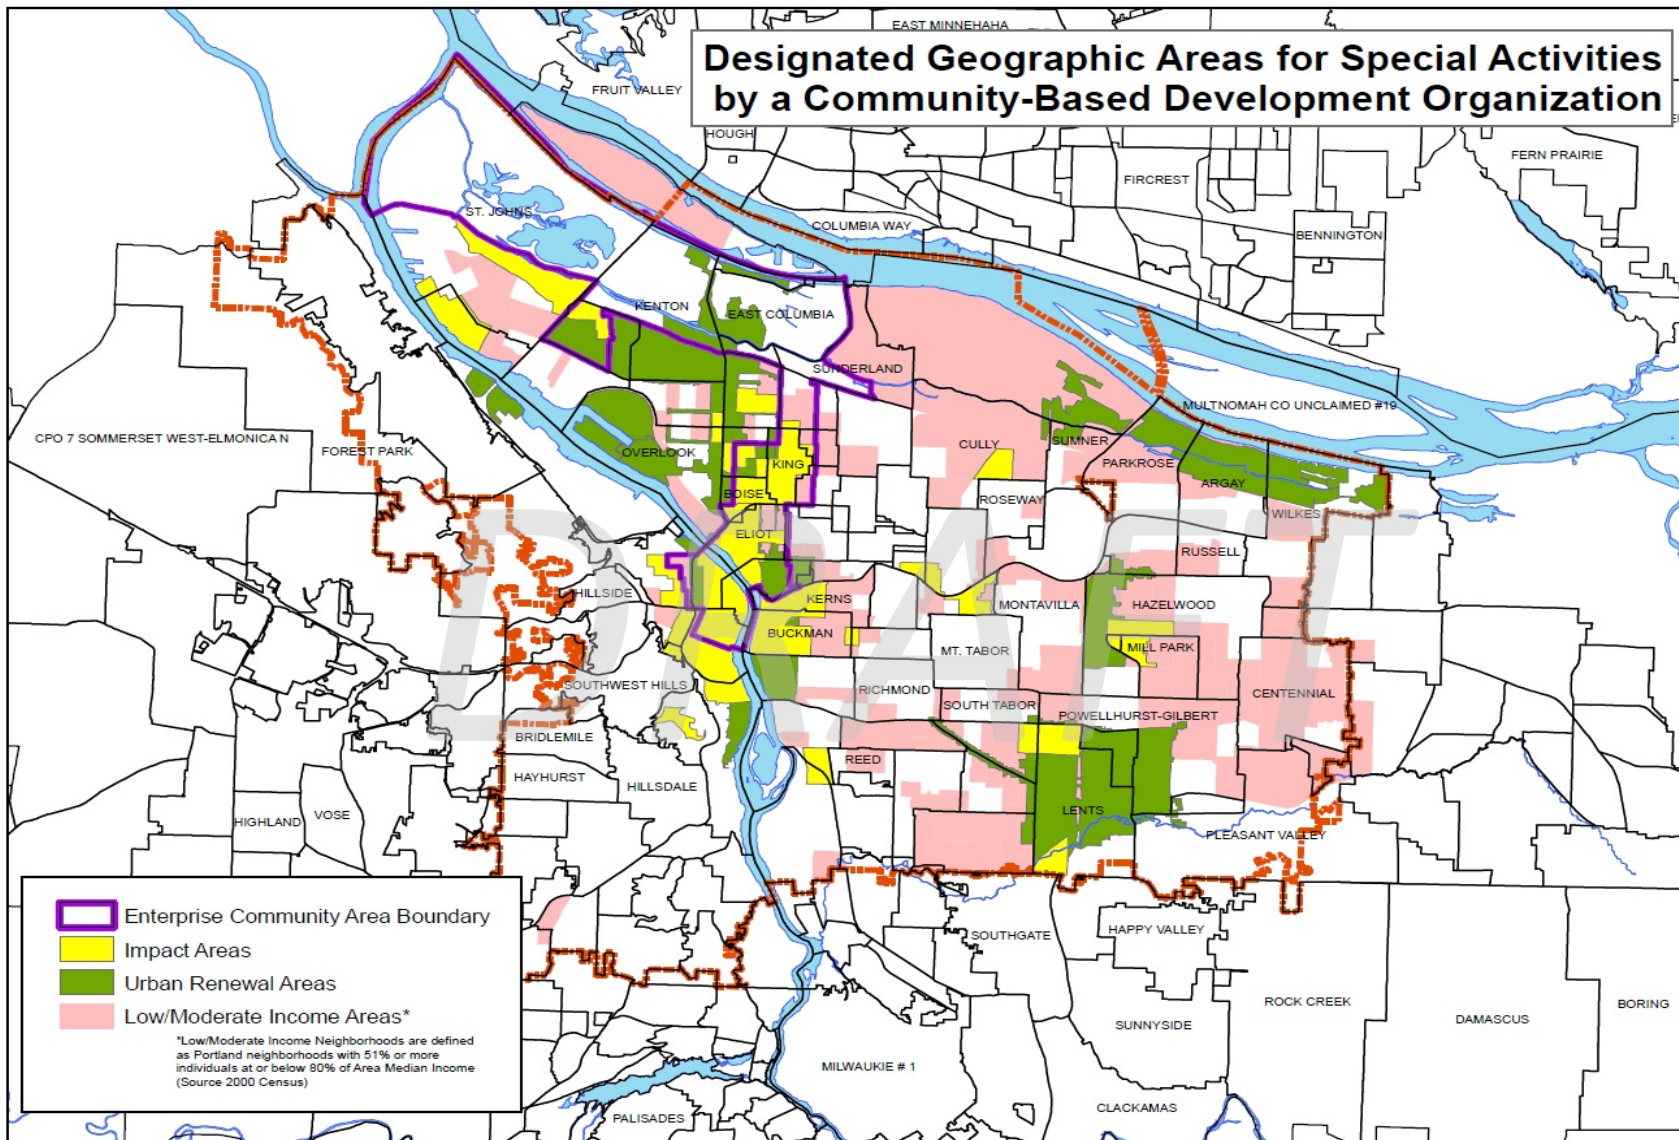 EAST MINNEHAHA
Designated Geographic Areas for Special Activities
by a Community-Based Development Organization
FRUIT VALLEY
HOUGH
FERN PRAIRIE
FIRCREST
ST. JOHNS
COLUMBIA WAY
BENNINGTON
KENTON
EAST COLUMBIA
SUNDERLAND
MULTNOMAH CO UNCLAIMED #19
CPO 7 SOMMERSET WEST-ELMONICA N
FOREST PARK
OVERLOOK
CULLY
SUMNER
KING
PARKROSE
BOISE
ROSEWAY
ARGAY
WILKES
ELIOT
RUSSELL
DRAFT
HILLSIDE
KERNS
MONTAVILLA
HAZELWOOD
BUCKMAN
MT. TABOR
MILL PARK
SOUTHWEST HILLS
RICHMOND
CENTENNIAL
SOUTH TABOR
POWELLHURST-GILBERT
BRIDLEMILE
REED
HAYHURST
HILLSDALE
HIGHLAND
VOSE
LENTS
PLEASANT VALLEY
Enterprise Community Area Boundary
Impact Areas
Urban Renewal Areas
Low/Moderate Income Areas*
*Low/Moderate Income Neighborhoods are defined
as Portland neighborhoods with 51% or more
individuals at or below 80% of Area Median Income
(Source 2000 Census)
SOUTHGATE
HAPPY VALLEY
ROCK CREEK
BORING
SUNNYSIDE
DAMASCUS
MILWAUKIE # 1
CLACKAMAS
PALISADES